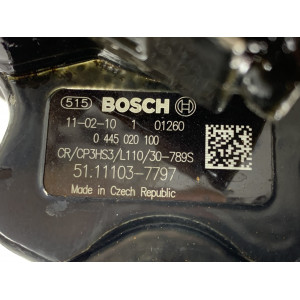 515 BOSCH
11-02-10 1 01260
0 445 020 100
CR/CP3HS3/L110/30-789S
51.11103-7797
Made in Czech Republic